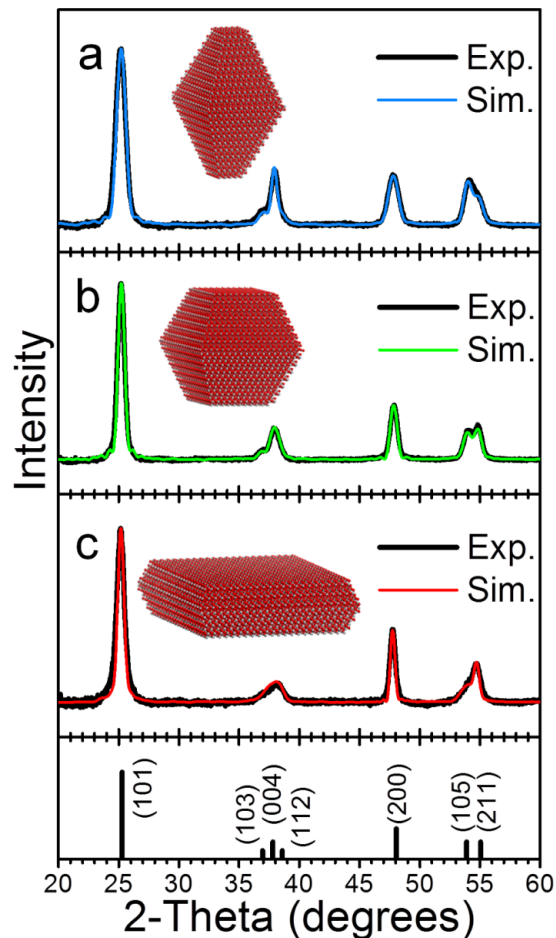 a
Exp.
Sim.
b
Exp.
Sim.
c
Exp.
Sim.
Intensity
(101)
(103)
(004)
(112)
(200)
(105)
(211)
20 25 30 35 40 45 50 55 60
2-Theta (degrees)